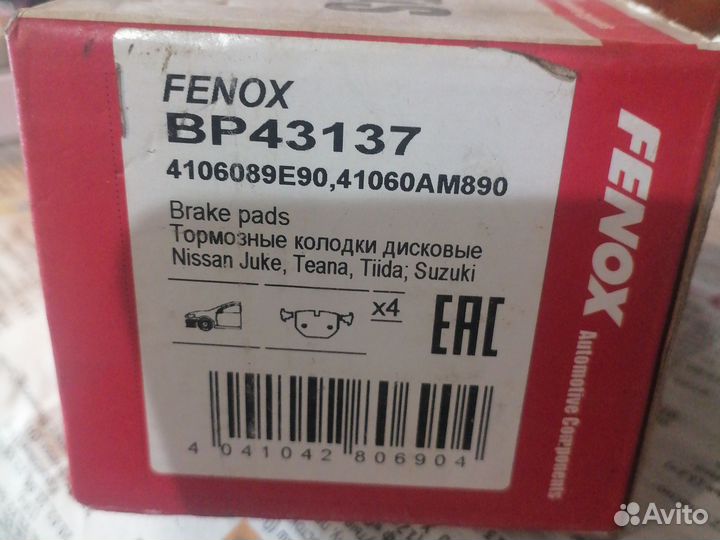 FENOX
BP43137
4106089E90,41060AM890
Brake pads
Тормозные колодки дисковые
Nissan Juke, Teana, Tiida; Suzuki
x4
EAC
4 041042 806904
FENOX
Automotive Components
Avito